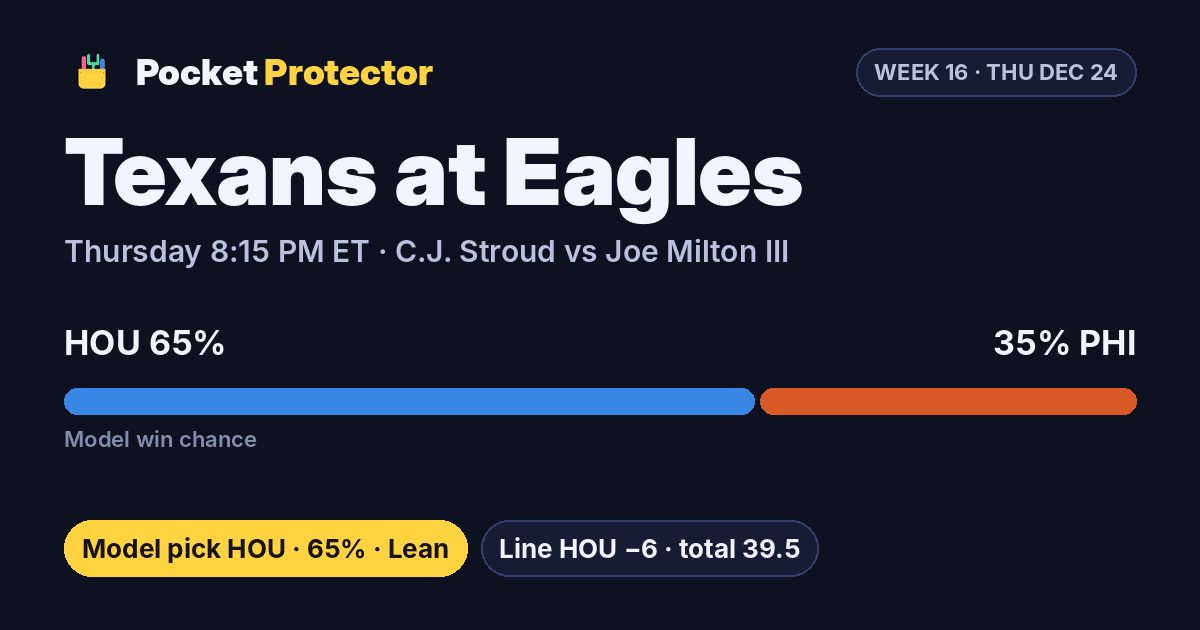 Pocket Protector
WEEK 16 · THU DEC 24
Texans at Eagles
Thursday 8:15 PM ET · C.J. Stroud vs Joe Milton III
HOU 65%
35% PHI
Model win chance
Model pick HOU · 65% · Lean
Line HOU −6 · total 39.5